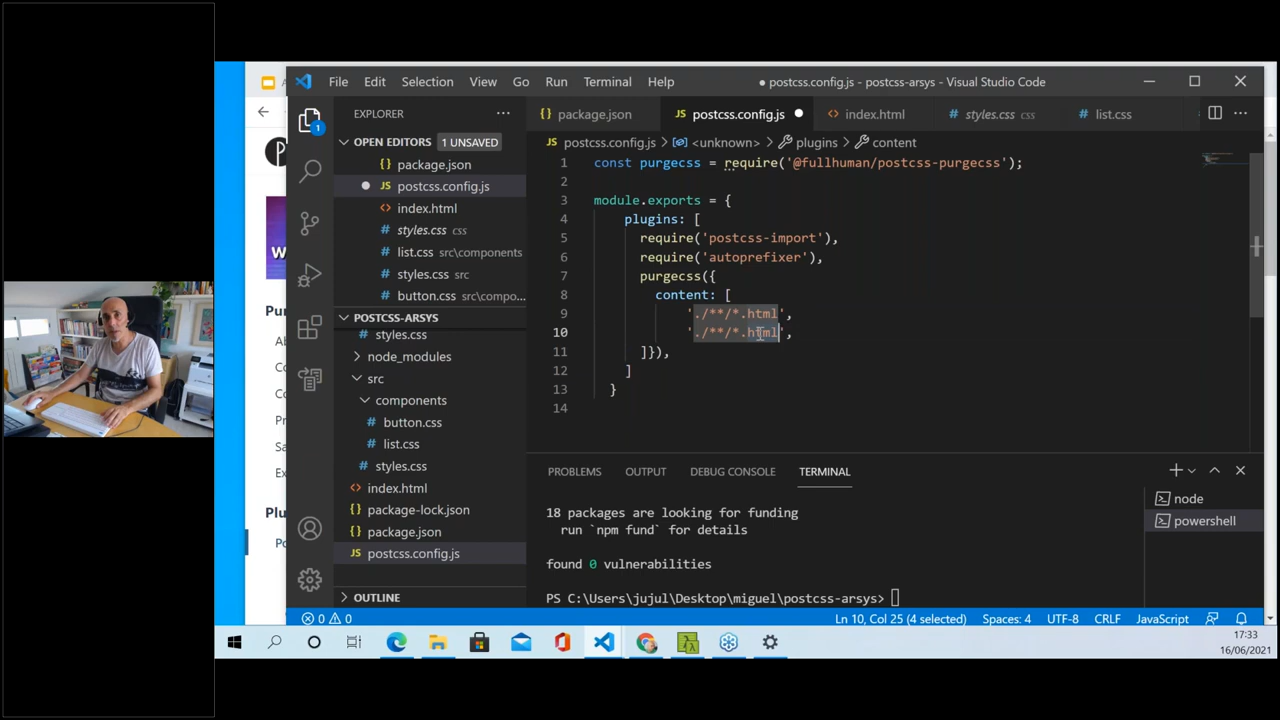 File Edit Selection View Go Run Terminal Help
● postcss.config.js - postcss-arsys - Visual Studio Code
EXPLORER
OPEN EDITORS 1 UNSAVED
package.json
JS postcss.config.js
<> index.html
# styles.css css
# list.css src\components
# styles.css src
# button.css src\compo...
POSTCSS-ARSYS
# styles.css
node_modules
src
components
# button.css
# list.css
# styles.css
<> index.html
package-lock.json
package.json
JS postcss.config.js
OUTLINE
package.json
JS postcss.config.js ●
<> index.html
# styles.css css
# list.css
JS postcss.config.js > <unknown> > plugins > content
1 const purgecss = require('@fullhuman/postcss-purgecss');
2
3 module.exports = {
4 plugins: [
5 require('postcss-import'),
6 require('autoprefixer'),
7 purgecss({
8 content: [
9 './**/*.html',
10 './**/*.html',
11 ]}),
12 ]
13 }
14
PROBLEMS OUTPUT DEBUG CONSOLE TERMINAL
18 packages are looking for funding
run `npm fund` for details
found 0 vulnerabilities
PS C:\Users\jujul\Desktop\miguel\postcss-arsys>
node
powershell
0 0
Ln 10, Col 25 (4 selected) Spaces: 4 UTF-8 CRLF JavaScript
17:33
16/06/2021